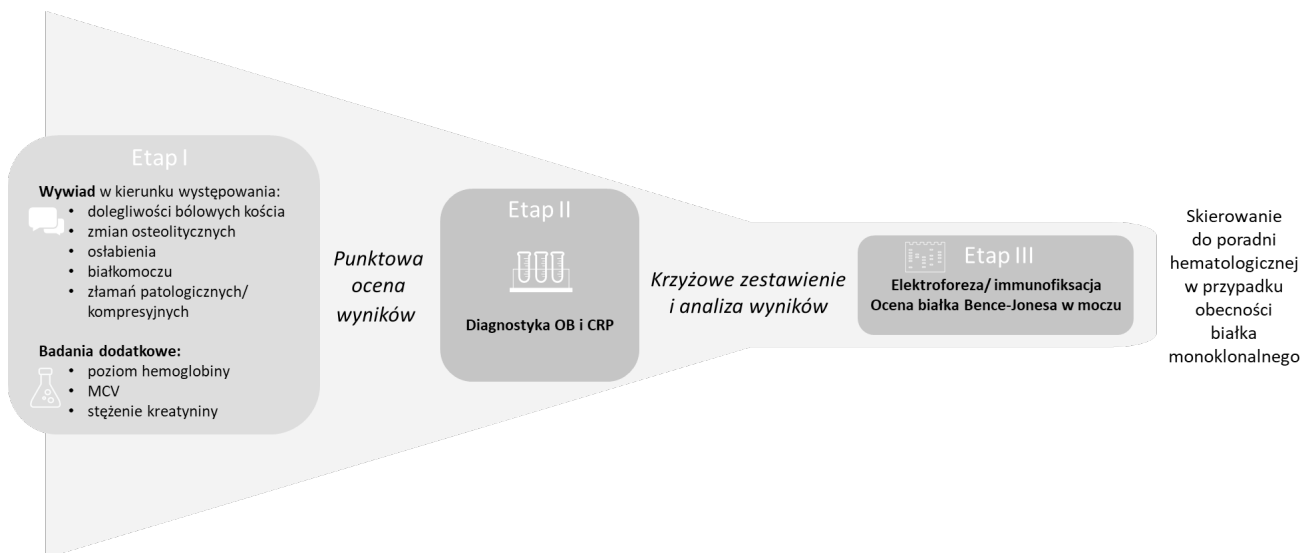 Etap I
Wywiad w kierunku występowania:
• dolegliwości bólowych kościa
• zmian osteolitycznych
• osłabienia
• białkomoczu
• złamań patologicznych/
kompresyjnych
Badania dodatkowe:
• poziom hemoglobiny
• MCV
• stężenie kreatyniny
Punktowa
ocena
wyników
Etap II
Diagnostyka OB i CRP
Krzyżowe zestawienie
i analiza wyników
Etap III
Elektroforeza/ immunofiksacja
Ocena białka Bence-Jonesa w moczu
Skierowanie
do poradni
hematologicznej
w przypadku
obecności
białka
monoklonalnego